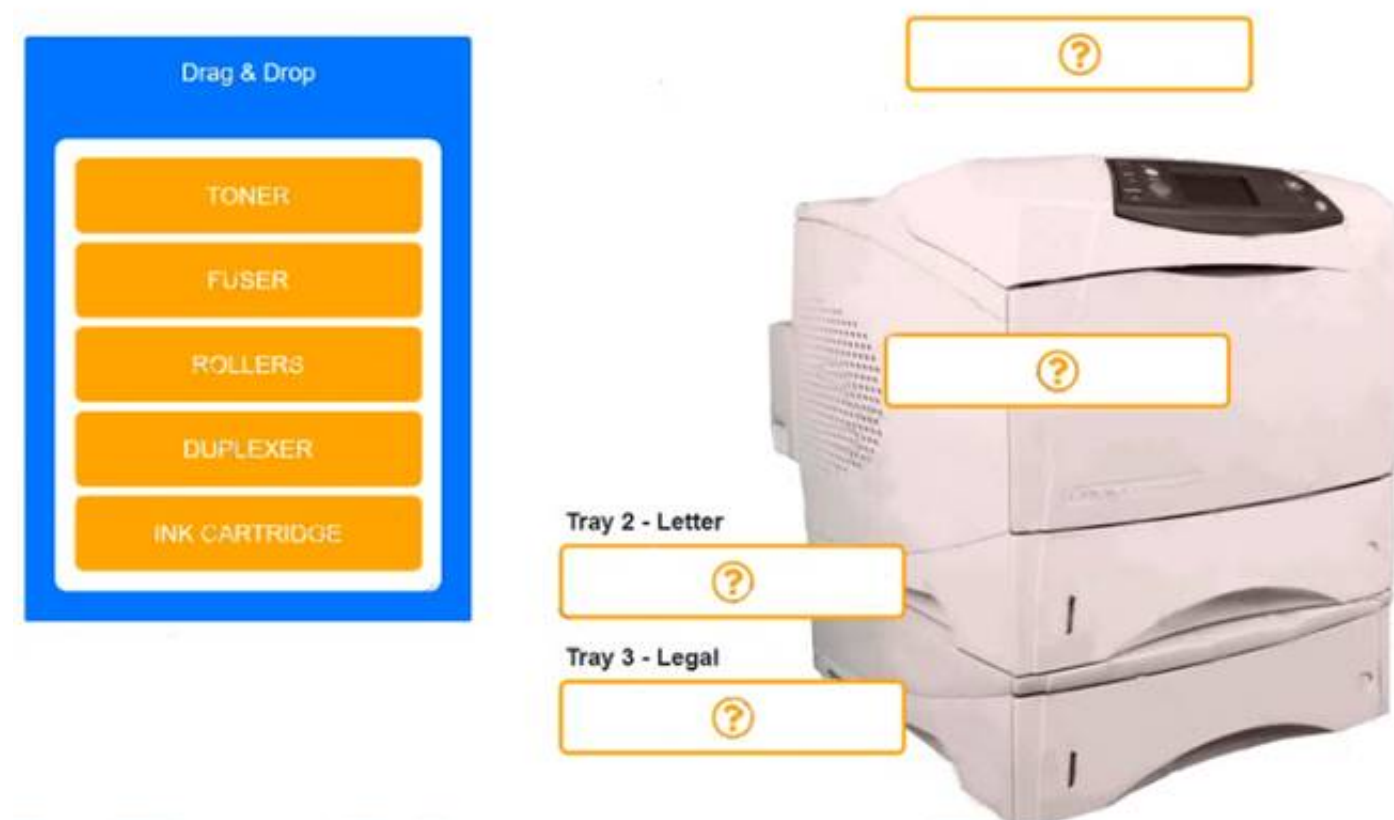 Drag & Drop
TONER
FUSER
ROLLERS
DUPLEXER
INK CARTRIDGE
?
?
Tray 2 - Letter
?
Tray 3 - Legal
?